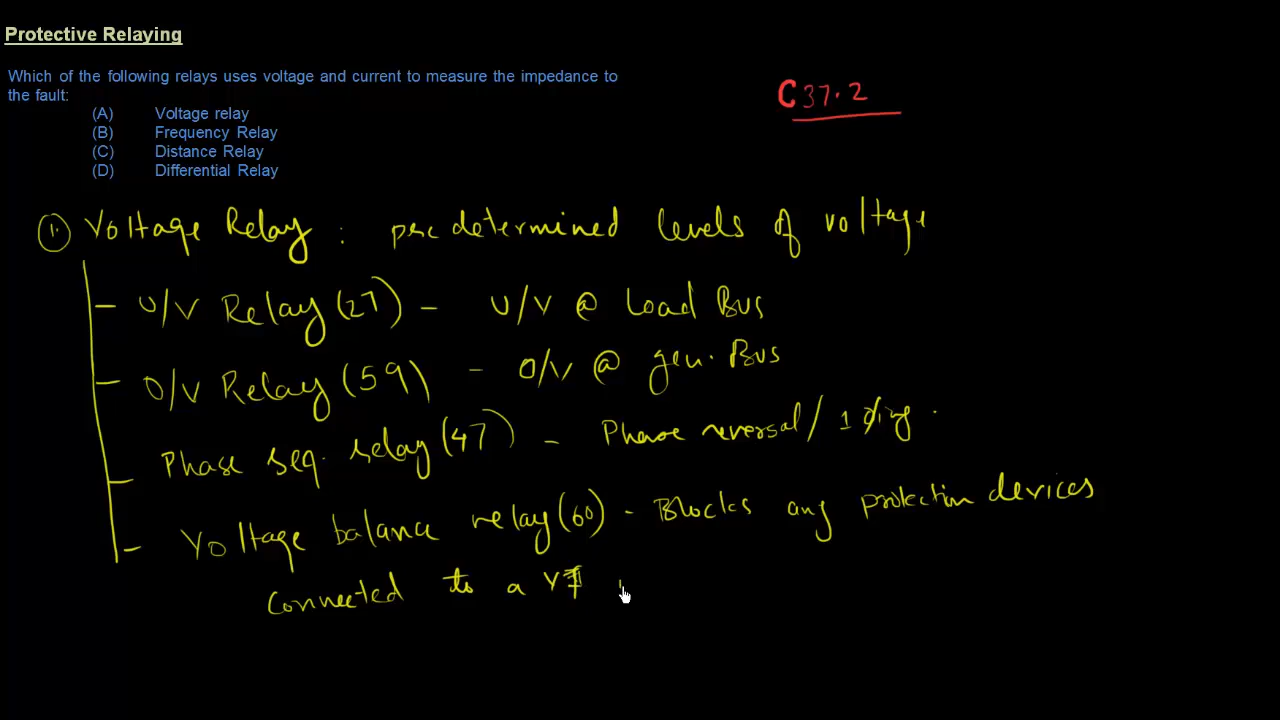 Protective Relaying
Which of the following relays uses voltage and current to measure the impedance to
the fault:
(A) Voltage relay
(B) Frequency Relay
(C) Distance Relay
(D) Differential Relay
C37.2
1. Voltage Relay : predetermined levels of voltage
- U/V Relay (27) - U/V @ Load Bus
- O/V Relay (59) - O/V @ gen. Bus
- Phase seq. relay (47) - Phase reversal / 1
- Voltage balance relay (60) - Blocks any protection devices
Connected to a VT